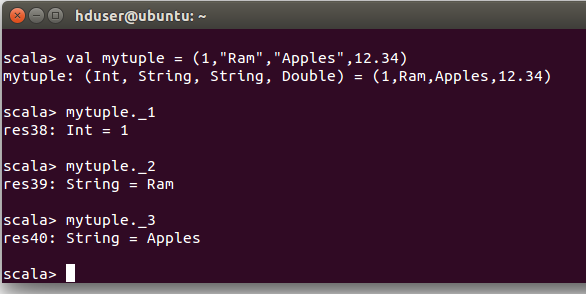 hduser@ubuntu: ~
scala> val mytuple = (1,"Ram","Apples",12.34)
mytuple: (Int, String, String, Double) = (1,Ram,Apples,12.34)
scala> mytuple._1
res38: Int = 1
scala> mytuple._2
res39: String = Ram
scala> mytuple._3
res40: String = Apples
scala>